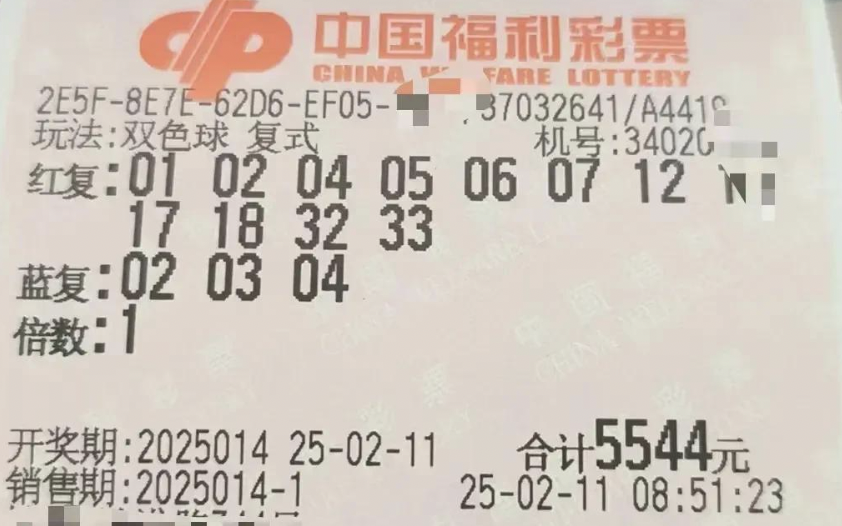 中国福利彩票
CHINA W FARE LOTTERY
2E5F-8E7E-62D6-EF05- 37032641/A4419
玩法:双色球 复式 机号:34020
红复:01 02 04 05 06 07 12
17 18 32 33
蓝复:02 03 04
倍数:1
开奖期:2025014 25-02-11 合计5544元
销售期:2025014-1 25-02-11 08:51:23